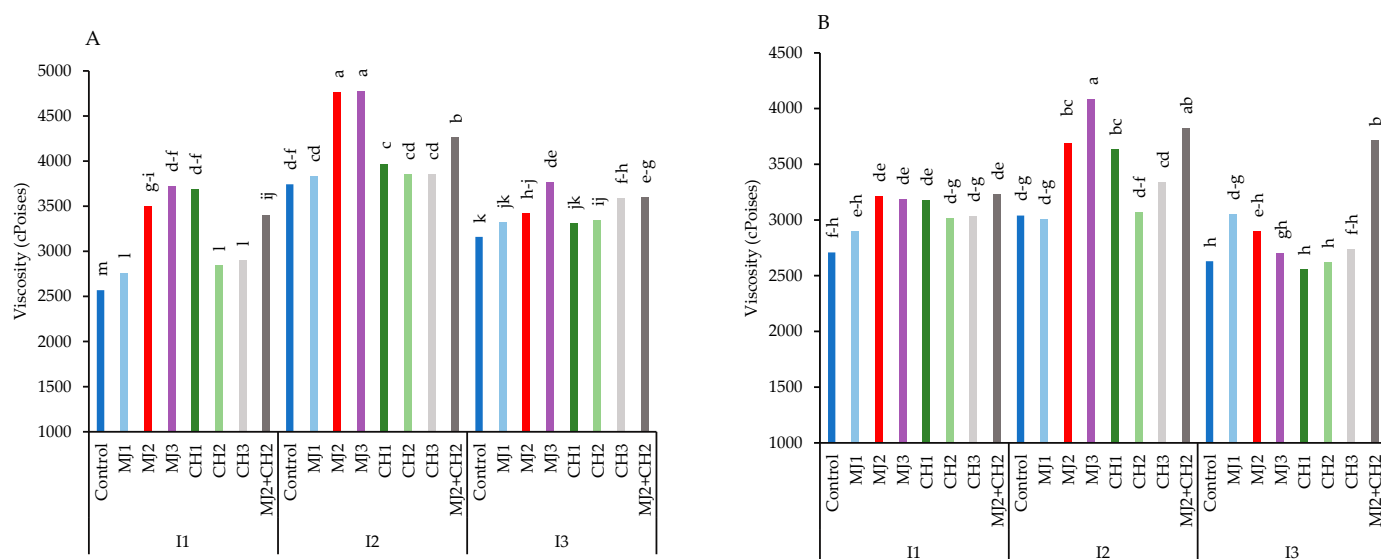 A
Viscosity (cPoises)
5000
4500
4000
3500
3000
2500
2000
1500
1000
m
l
g-i
d-f
d-f
l
l
ij
d-f
cd
a
a
c
cd
cd
b
k
jk
h-j
de
jk
ij
f-h
e-g
Control
MJ1
MJ2
MJ3
CH1
CH2
CH3
MJ2+CH2
Control
MJ1
MJ2
MJ3
CH1
CH2
CH3
MJ2+CH2
Control
MJ1
MJ2
MJ3
CH1
CH2
CH3
MJ2+CH2
I1
I2
I3
B
Viscosity (cPoises)
4500
4000
3500
3000
2500
2000
1500
1000
f-h
e-h
de
de
de
d-g
d-g
de
d-g
d-g
bc
a
bc
d-f
cd
ab
h
d-g
e-h
gh
h
h
f-h
b
Control
MJ1
MJ2
MJ3
CH1
CH2
CH3
MJ2+CH2
Control
MJ1
MJ2
MJ3
CH1
CH2
CH3
MJ2+CH2
Control
MJ1
MJ2
MJ3
CH1
CH2
CH3
MJ2+CH2
I1
I2
I3